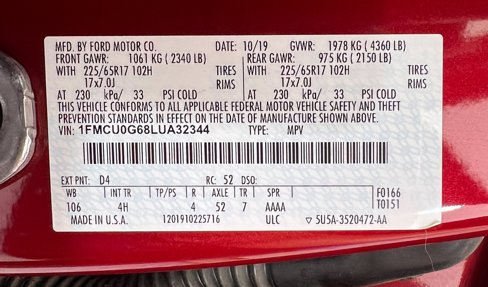 MFD. BY FORD MOTOR CO. DATE: 10/19 GVWR: 1978 KG ( 4360 LB)
FRONT GAWR: 1061 KG ( 2340 LB) REAR GAWR: 975 KG ( 2150 LB)
WITH 225/65R17 102H TIRES WITH 225/65R17 102H TIRES
17x7.0J RIMS 17x7.0J RIMS
AT 230 kPa/ 33 PSI COLD AT 230 kPa/ 33 PSI COLD
THIS VEHICLE CONFORMS TO ALL APPLICABLE FEDERAL MOTOR VEHICLE SAFETY AND THEFT
PREVENTION STANDARDS IN EFFECT ON THE DATE OF MANUFACTURE SHOWN ABOVE.
VIN: 1FMCU0G68LUA32344 TYPE: MPV
EXT PNT: D4 RC: 52 DSO:
WB INT TR TP/PS R AXLE TR SPR F0166
106 4H 4 52 7 AAAA T0151
MADE IN U.S.A. 1201910225716 ULC ▽ 5U5A-3520472-AA